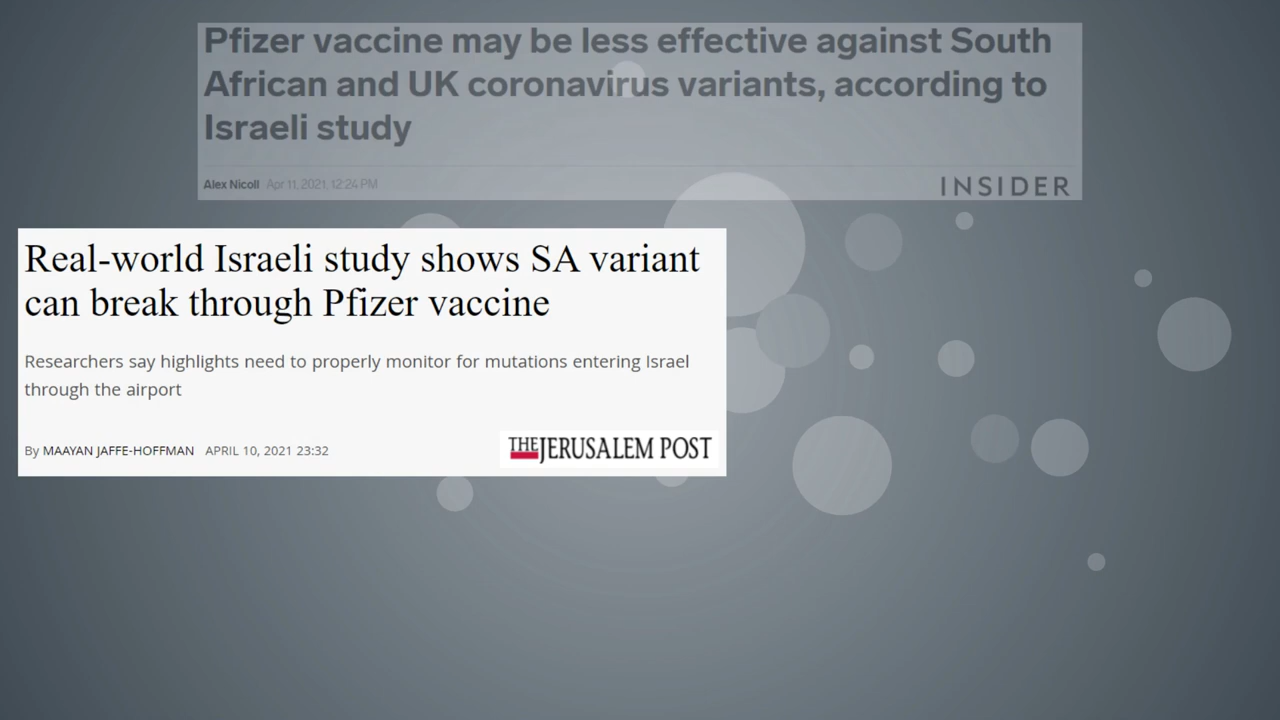 Pfizer vaccine may be less effective against South
African and UK coronavirus variants, according to
Israeli study
Alex Nicoll Apr 11, 2021, 12:24 PM
INSIDER
Real-world Israeli study shows SA variant
can break through Pfizer vaccine
Researchers say highlights need to properly monitor for mutations entering Israel
through the airport
By MAAYAN JAFFE-HOFFMAN APRIL 10, 2021 23:32
THE JERUSALEM POST